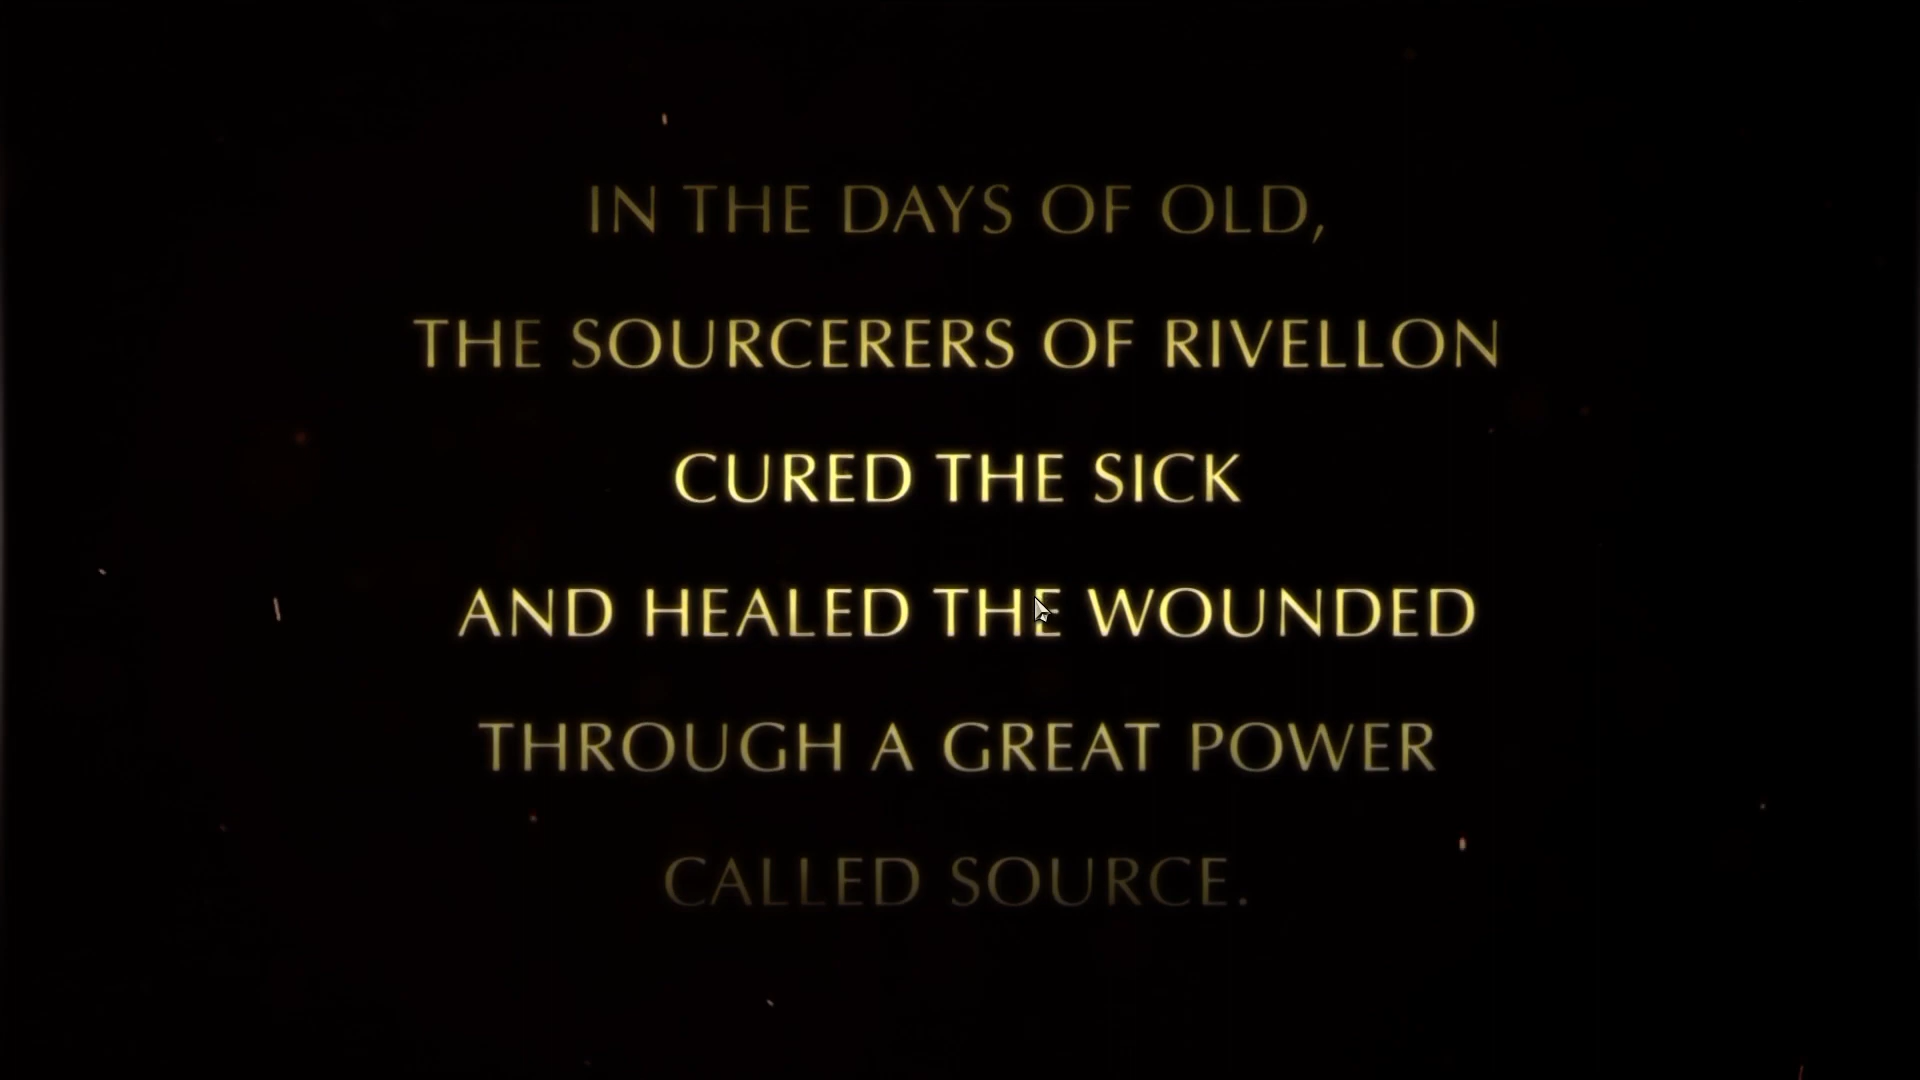 IN THE DAYS OF OLD,
THE SOURCERERS OF RIVELLON
CURED THE SICK
AND HEALED THE WOUNDED
THROUGH A GREAT POWER
CALLED SOURCE.